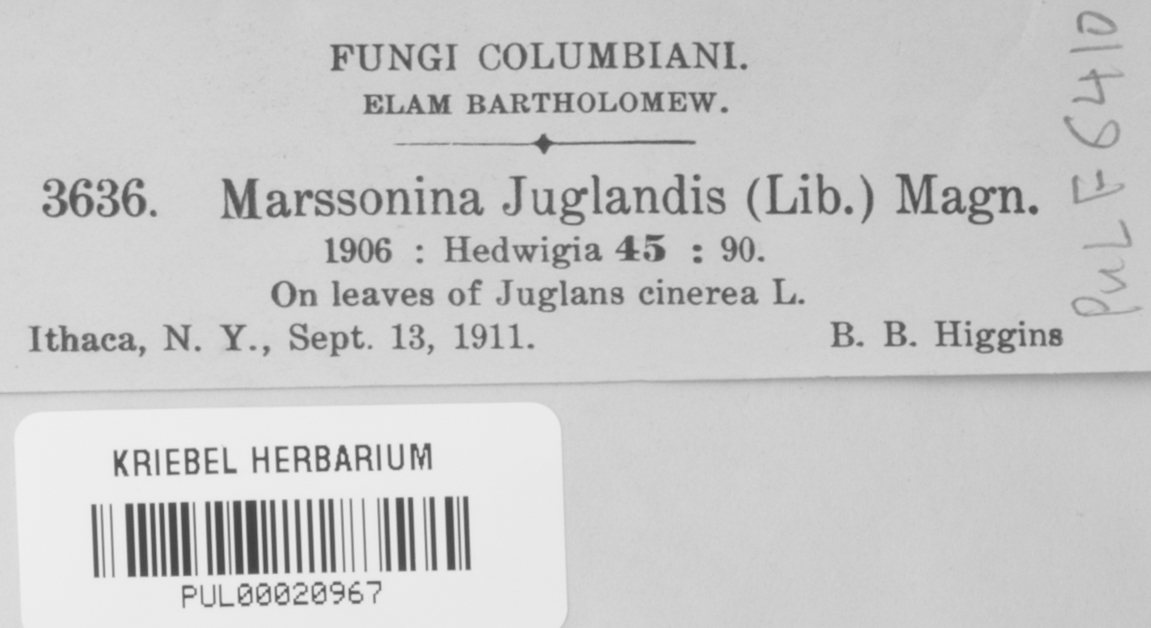 FUNGI COLUMBIANI.
ELAM BARTHOLOMEW.
3636. Marssonina Juglandis (Lib.) Magn.
1906 : Hedwigia 45 : 90.
On leaves of Juglans cinerea L.
Ithaca, N. Y., Sept. 13, 1911. B. B. Higgins
PUL F 6410
KRIEBEL HERBARIUM
PUL00020967